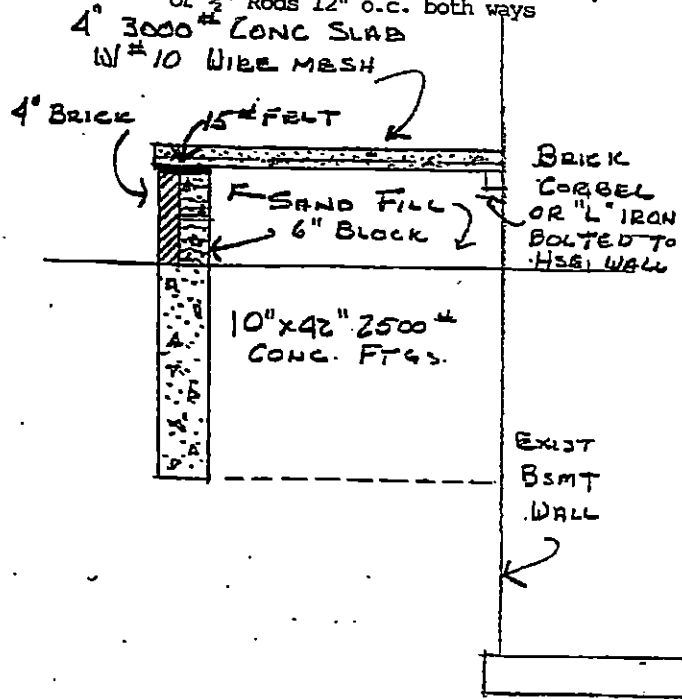 or ½" Rods 12" o.c. both ways
4" 3000# CONC SLAB
W/ #10 WIRE MESH
4" BRICK
15# FELT
BRICK
CORBEL
OR "L" IRON
BOLTED TO
HSE, WALL
SAND FILL
6" BLOCK
10"x42" 2500#
CONC. FTGS.
EXIST
BSMT
WALL